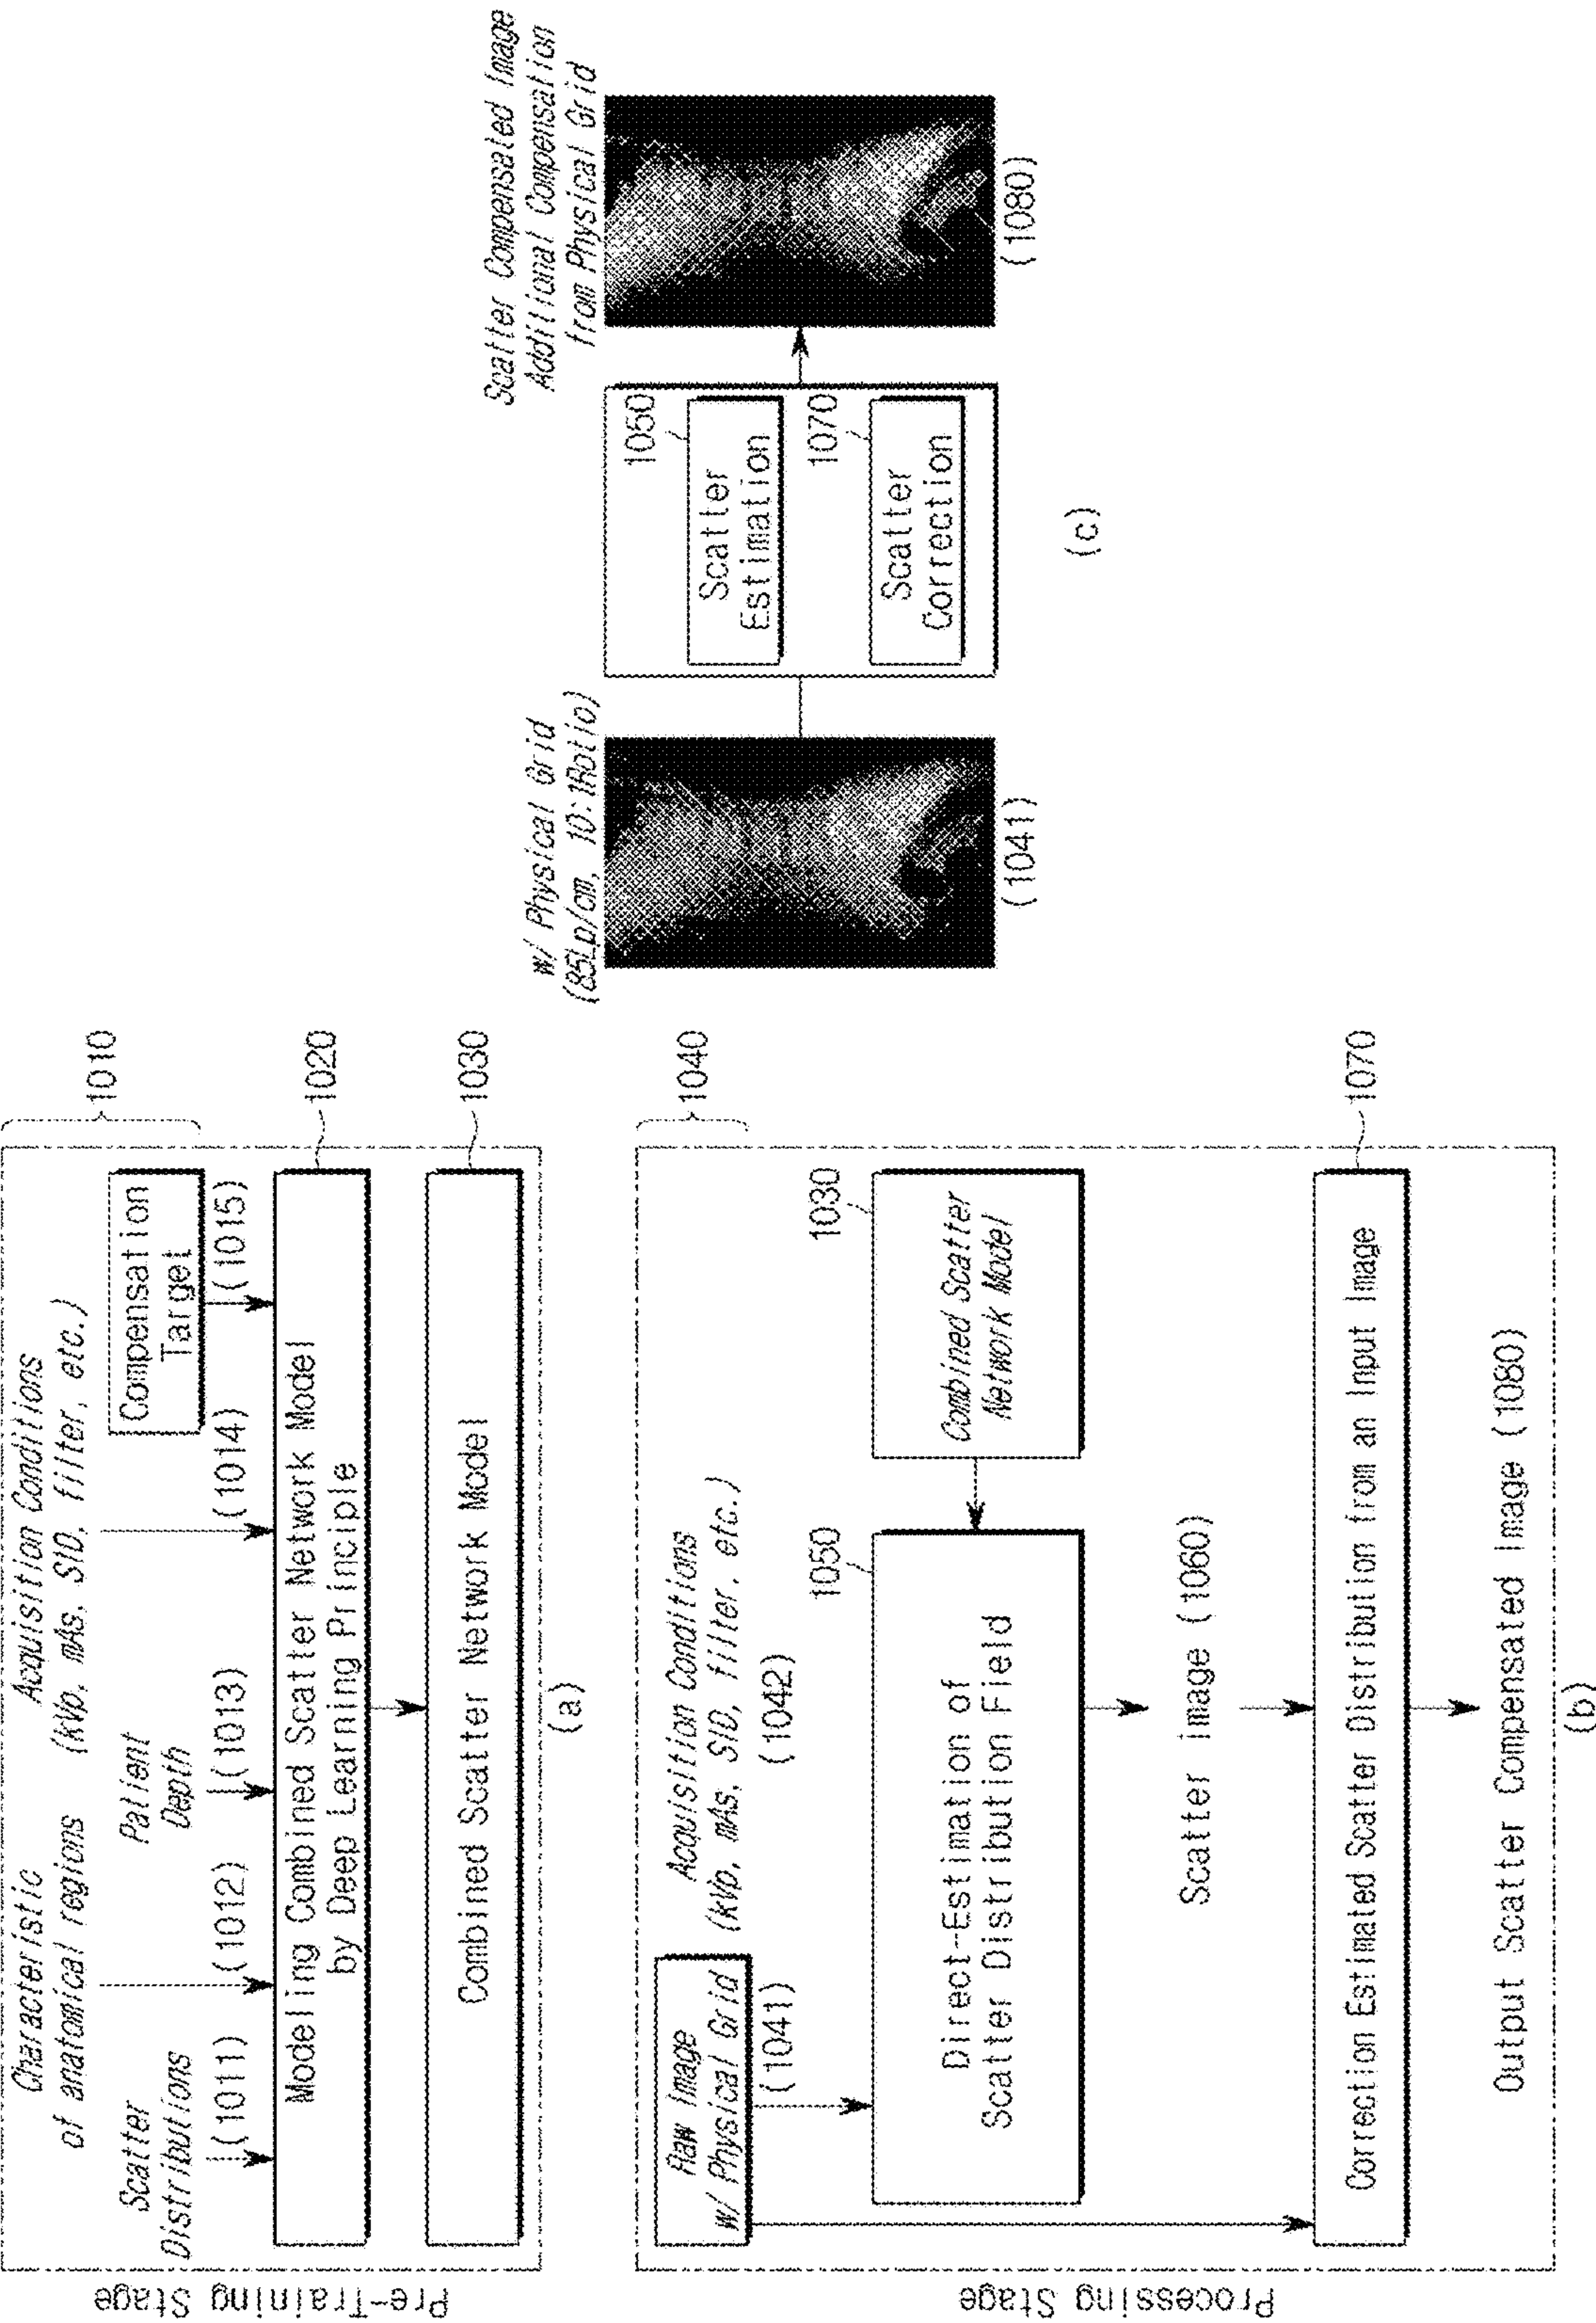 Pre-Training Stage
Scatter
Distributions
(1011)
Characteristic
of anatomical regions
(1012)
Patient
Depth
(1013)
Acquisition Conditions
(kVp, mAs, SID, filter, etc.)
(1014)
Compensation
Target
(1015)
1010
Modeling Combined Scatter Network Model
by Deep Learning Principle
1020
Combined Scatter Network Model
1030
(a)
Processing Stage
Raw Image
w/ Physical Grid
(1041)
Acquisition Conditions
(kVp, mAs, SID, filter, etc.)
(1042)
1040
Direct-Estimation of
Scatter Distribution Field
1050
Combined Scatter
Network Model
1030
Scatter image (1060)
Correction Estimated Scatter Distribution from an Input Image
1070
Output Scatter Compensated Image (1080)
(b)
w/ Physical Grid
(85Lp/cm, 10:1Rotio)
(1041)
Scatter
Estimation
1050
Scatter
Correction
1070
Scatter Compensated Image
Additional Compensation
from Physical Grid
(1080)
(c)